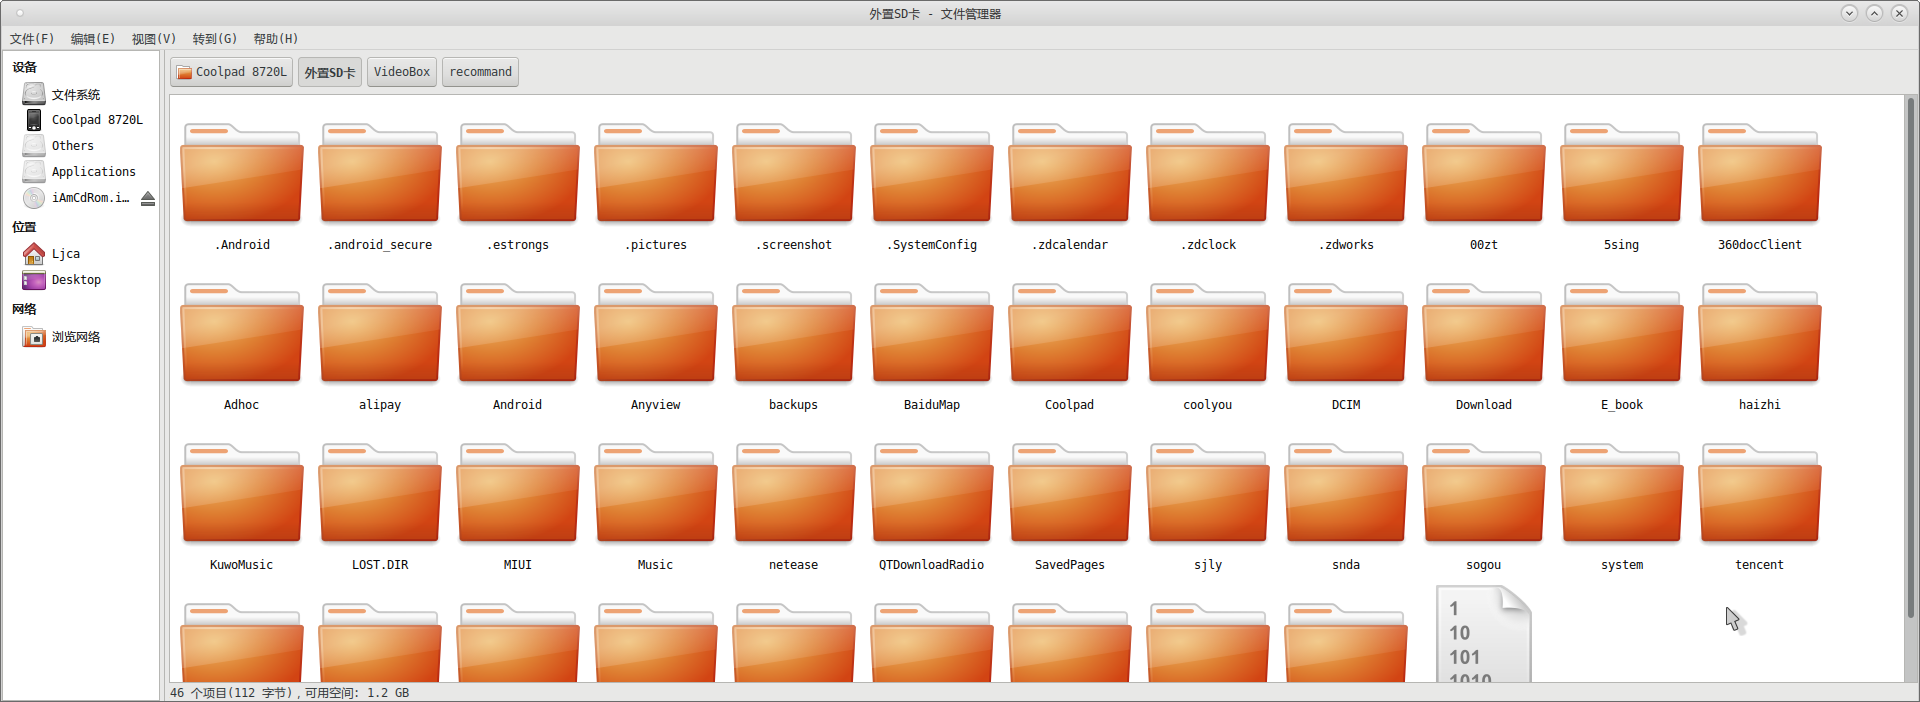 外置SD卡 - 文件管理器
文件(F) 编辑(E) 视图(V) 转到(G) 帮助(H)
设备
文件系统
Coolpad 8720L
Others
Applications
iAmCdRom.i…
位置
Ljca
Desktop
网络
浏览网络
Coolpad 8720L 外置SD卡 VideoBox recommand
.Android .android_secure .estrongs .pictures .screenshot .SystemConfig .zdcalendar .zdclock .zdworks 00zt 5sing 360docClient
Adhoc alipay Android Anyview backups BaiduMap Coolpad coolyou DCIM Download E_book haizhi
KuwoMusic LOST.DIR MIUI Music netease QTDownloadRadio SavedPages sjly snda sogou system tencent
1
10
101
1010
46 个项目(112 字节)，可用空间: 1.2 GB